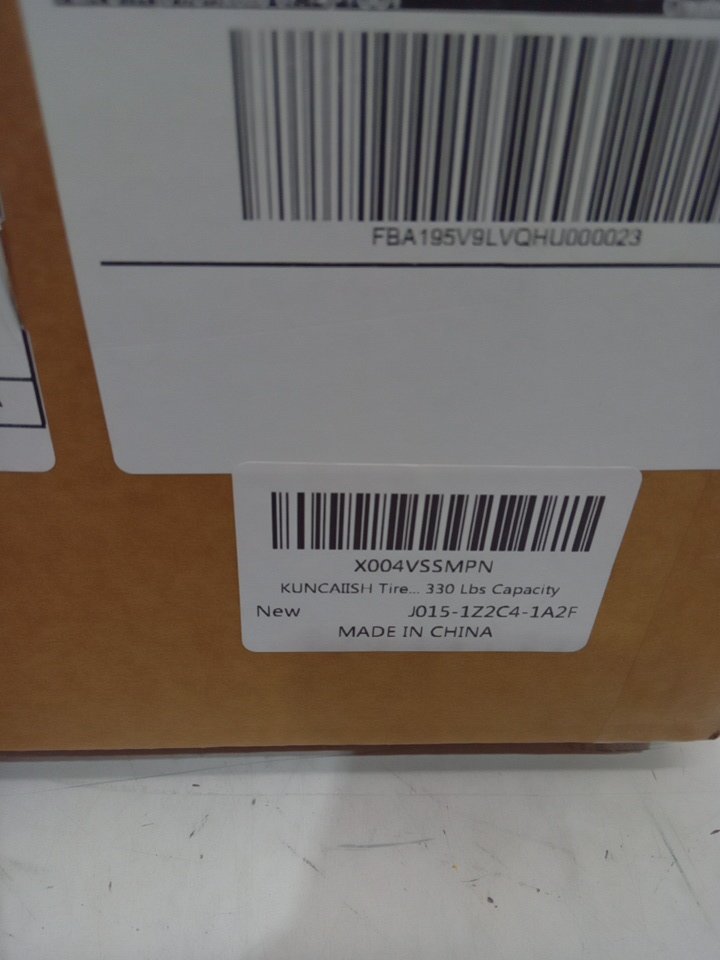 FBA195V9LVQHU000023
X004VSSMPN
KUNCAIISH Tire... 330 Lbs Capacity
New J015-1Z2C4-1A2F
MADE IN CHINA